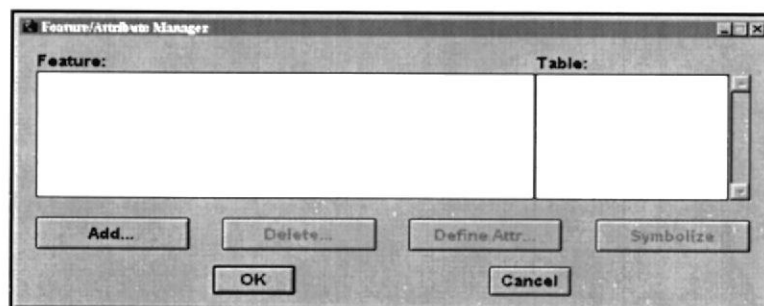 Feature/Attribute Manager
Feature: Table:
Add... Delete... Define Attr... Symbolize
OK Cancel